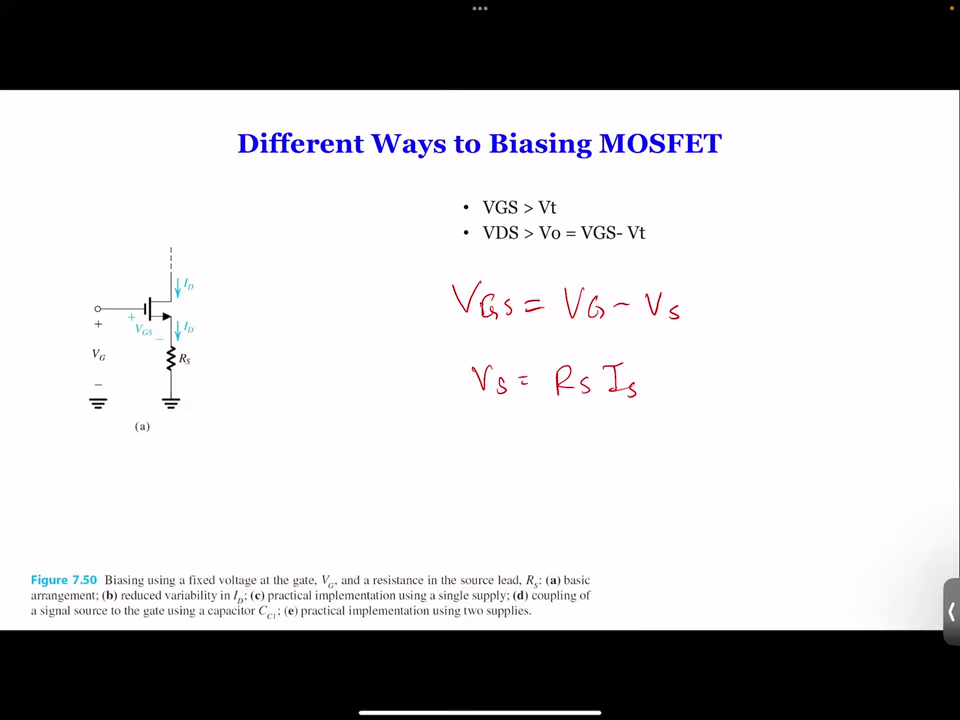 Different Ways to Biasing MOSFET
• VGS > Vt
• VDS > Vo = VGS- Vt
VGS = VG - VS
VS = RS IS
ID
+
VGS
−
ID
+
VG
−
RS
(a)
Figure 7.50 Biasing using a fixed voltage at the gate, VG, and a resistance in the source lead, RS: (a) basic
arrangement; (b) reduced variability in ID; (c) practical implementation using a single supply; (d) coupling of
a signal source to the gate using a capacitor CC1; (e) practical implementation using two supplies.